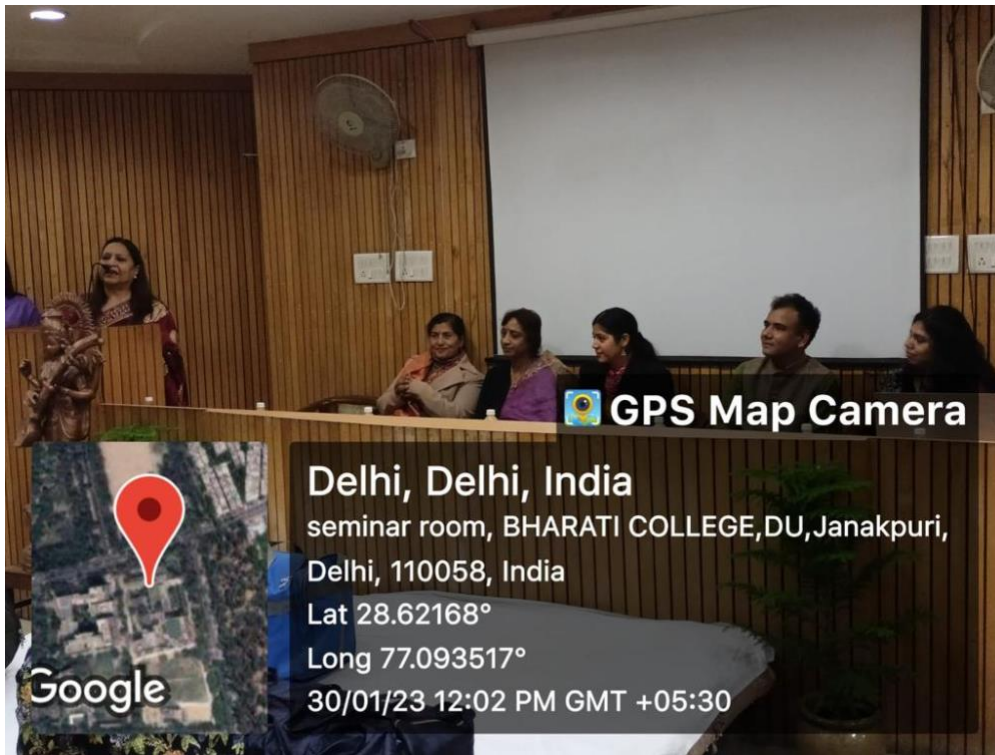 GPS Map Camera
Delhi, Delhi, India
seminar room, BHARATI COLLEGE,DU,Janakpuri,
Delhi, 110058, India
Lat 28.62168°
Long 77.093517°
30/01/23 12:02 PM GMT +05:30
Google